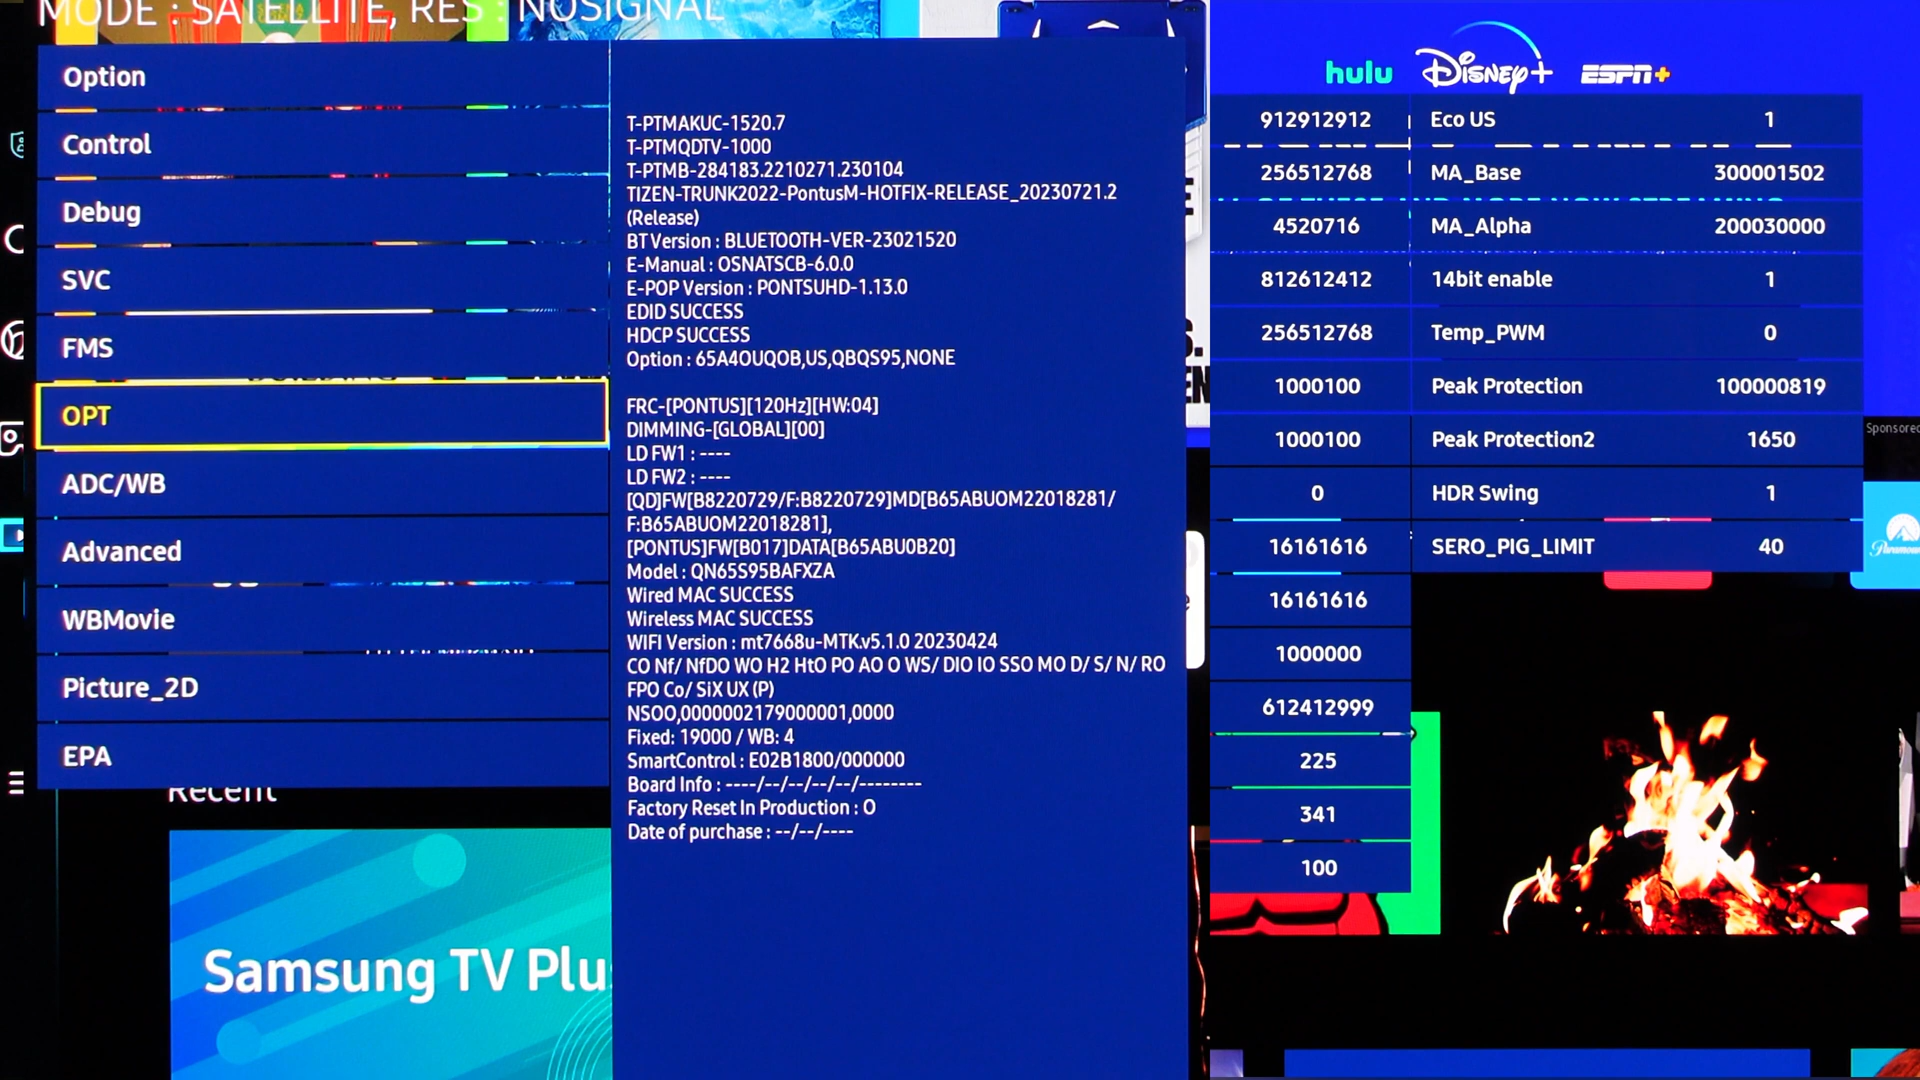 MODE : SATELLITE, RES : NOSIGNAL
Option
Control
Debug
SVC
FMS
OPT
ADC/WB
Advanced
WBMovie
Picture_2D
EPA
Recent
Samsung TV Plu
T-PTMAKUC-1520.7
T-PTMQDTV-1000
T-PTMB-284183.2210271.230104
TIZEN-TRUNK2022-PontusM-HOTFIX-RELEASE_20230721.2
(Release)
BT Version : BLUETOOTH-VER-23021520
E-Manual : OSNATSCB-6.0.0
E-POP Version : PONTSUHD-1.13.0
EDID SUCCESS
HDCP SUCCESS
Option : 65A4OUQOB,US,QBQS95,NONE
FRC-[PONTUS][120Hz][HW:04]
DIMMING-[GLOBAL][00]
LD FW1 : ----
LD FW2 : ----
[QD]FW[B8220729/F:B8220729]MD[B65ABUOM22018281/
F:B65ABUOM22018281],
[PONTUS]FW[B017]DATA[B65ABU0B20]
Model : QN65S95BAFXZA
Wired MAC SUCCESS
Wireless MAC SUCCESS
WIFI Version : mt7668u-MTK.v5.1.0 20230424
CO Nf/ NfDO WO H2 HtO PO AO O WS/ DIO IO SSO MO D/ S/ N/ RO
FPO Co/ SiX UX (P)
NSOO,0000002179000001,0000
Fixed: 19000 / WB: 4
SmartControl : E02B1800/000000
Board Info : ----/--/--/--/--/--------
Factory Reset In Production : O
Date of purchase : --/--/----
hulu Disney+ ESPN+
912912912 Eco US 1
256512768 MA_Base 300001502
4520716 MA_Alpha 200030000
812612412 14bit enable 1
256512768 Temp_PWM 0
1000100 Peak Protection 100000819
1000100 Peak Protection2 1650
0 HDR Swing 1
16161616 SERO_PIG_LIMIT 40
16161616
1000000
612412999
225
341
100
Sponsored
Paramoun